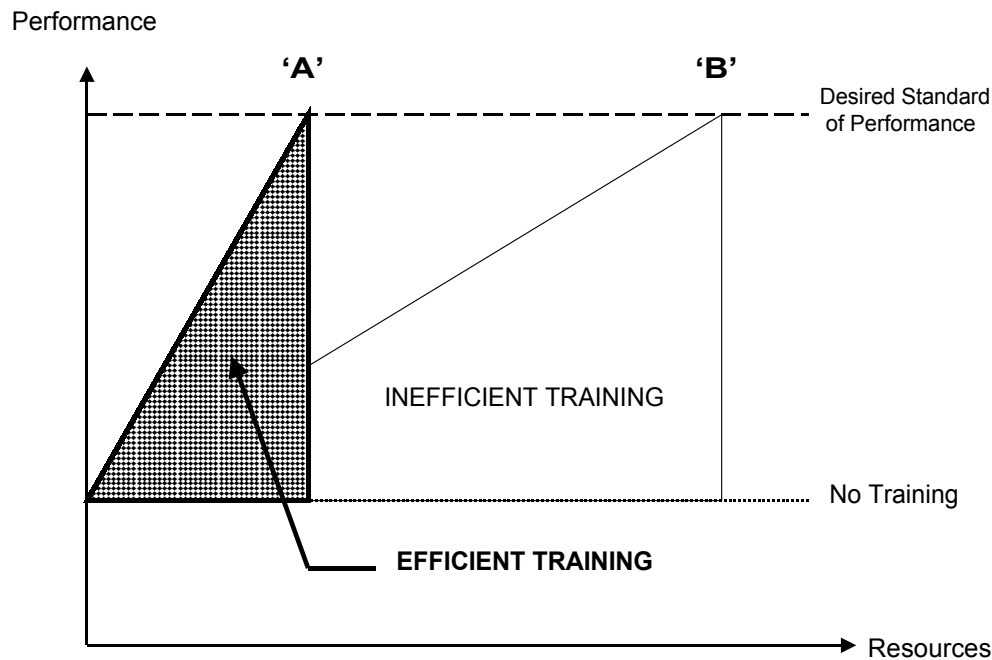 Performance
‘A’
‘B’
Desired Standard
of Performance
INEFFICIENT TRAINING
No Training
EFFICIENT TRAINING
Resources